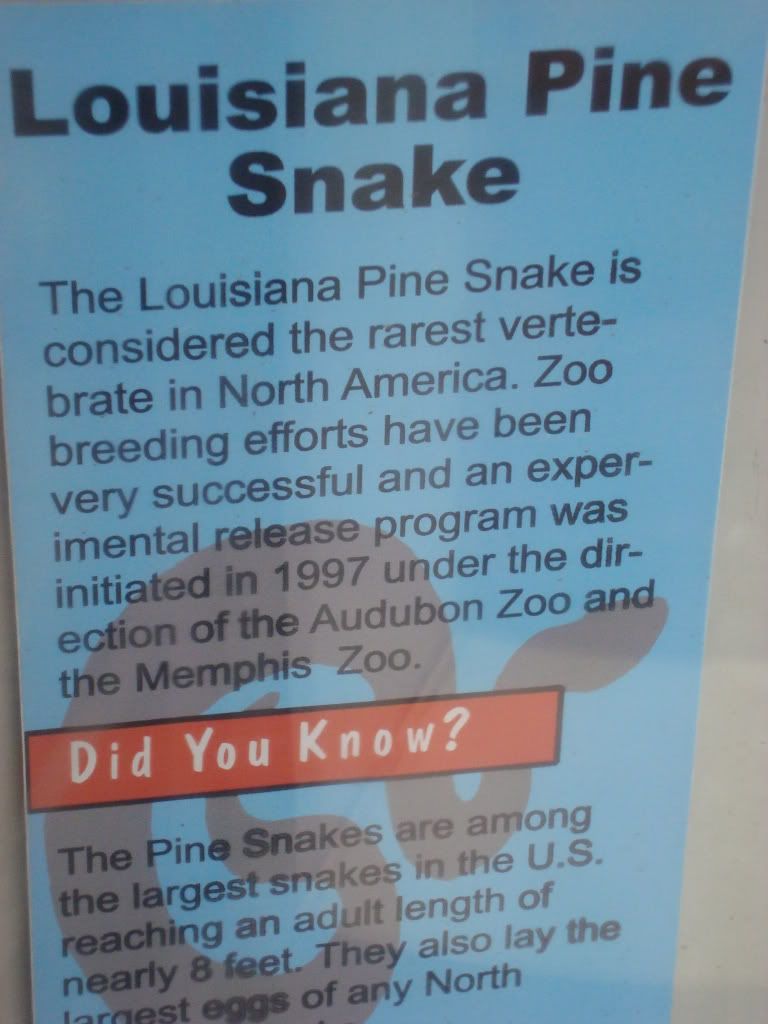 Louisiana Pine
Snake
The Louisiana Pine Snake is
considered the rarest verte-
brate in North America. Zoo
breeding efforts have been
very successful and an exper-
imental release program was
initiated in 1997 under the dir-
ection of the Audubon Zoo and
the Memphis Zoo.
Did You Know?
The Pine Snakes are among
the largest snakes in the U.S.
reaching an adult length of
nearly 8 feet. They also lay the
largest eggs of any North